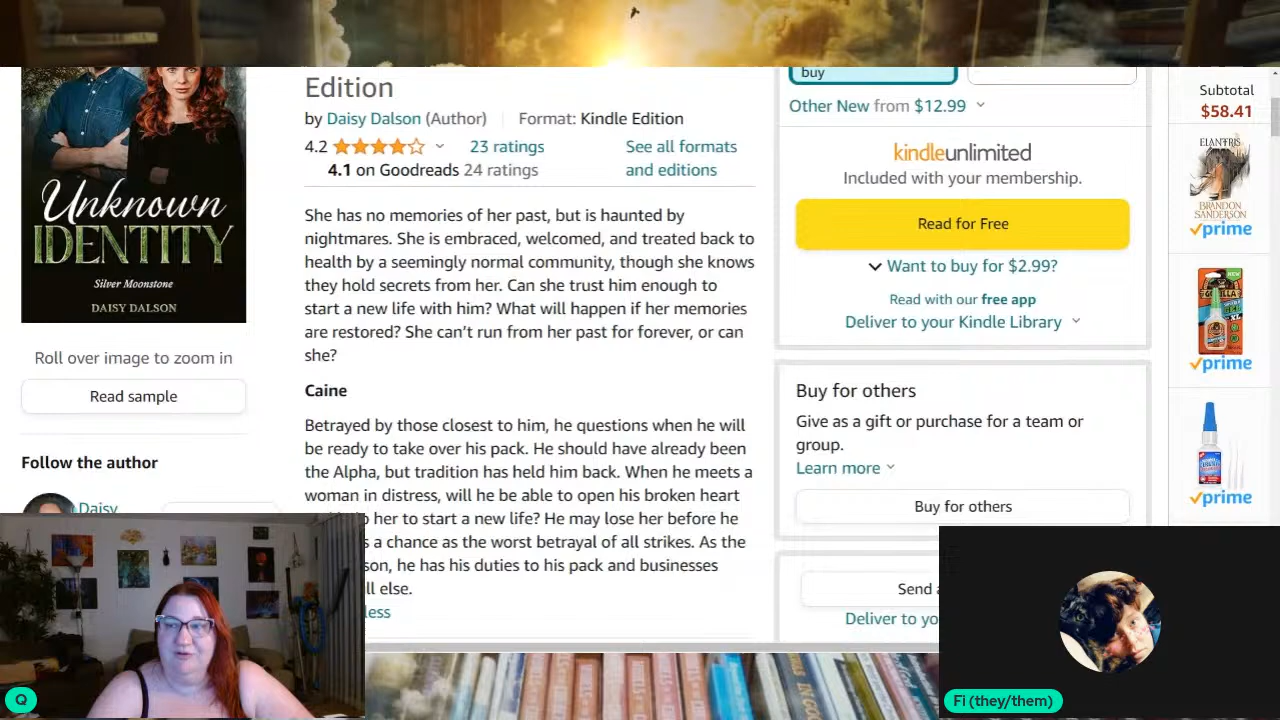 Unknown
IDENTITY
Silver Moonstone
DAISY DALSON
Roll over image to zoom in
Read sample
Follow the author
Daisy
Edition
by Daisy Dalson (Author) Format: Kindle Edition
4.2 23 ratings See all formats
4.1 on Goodreads 24 ratings and editions
She has no memories of her past, but is haunted by
nightmares. She is embraced, welcomed, and treated back to
health by a seemingly normal community, though she knows
they hold secrets from her. Can she trust him enough to
start a new life with him? What will happen if her memories
are restored? She can't run from her past for forever, or can
she?
Caine
Betrayed by those closest to him, he questions when he will
be ready to take over his pack. He should have already been
the Alpha, but tradition has held him back. When he meets a
woman in distress, will he be able to open his broken heart
her to start a new life? He may lose her before he
a chance as the worst betrayal of all strikes. As the
he has his duties to his pack and businesses
else.
less
buy
Other New from $12.99
kindleunlimited
Included with your membership.
Read for Free
Want to buy for $2.99?
Read with our free app
Deliver to your Kindle Library
Buy for others
Give as a gift or purchase for a team or
group.
Learn more
Buy for others
Send
Deliver to
Subtotal
$58.41
ELANTRIS
BRANDON
SANDERSON
prime
NEW
GORILLA
XL
prime
prime
Q
Fi (they/them)